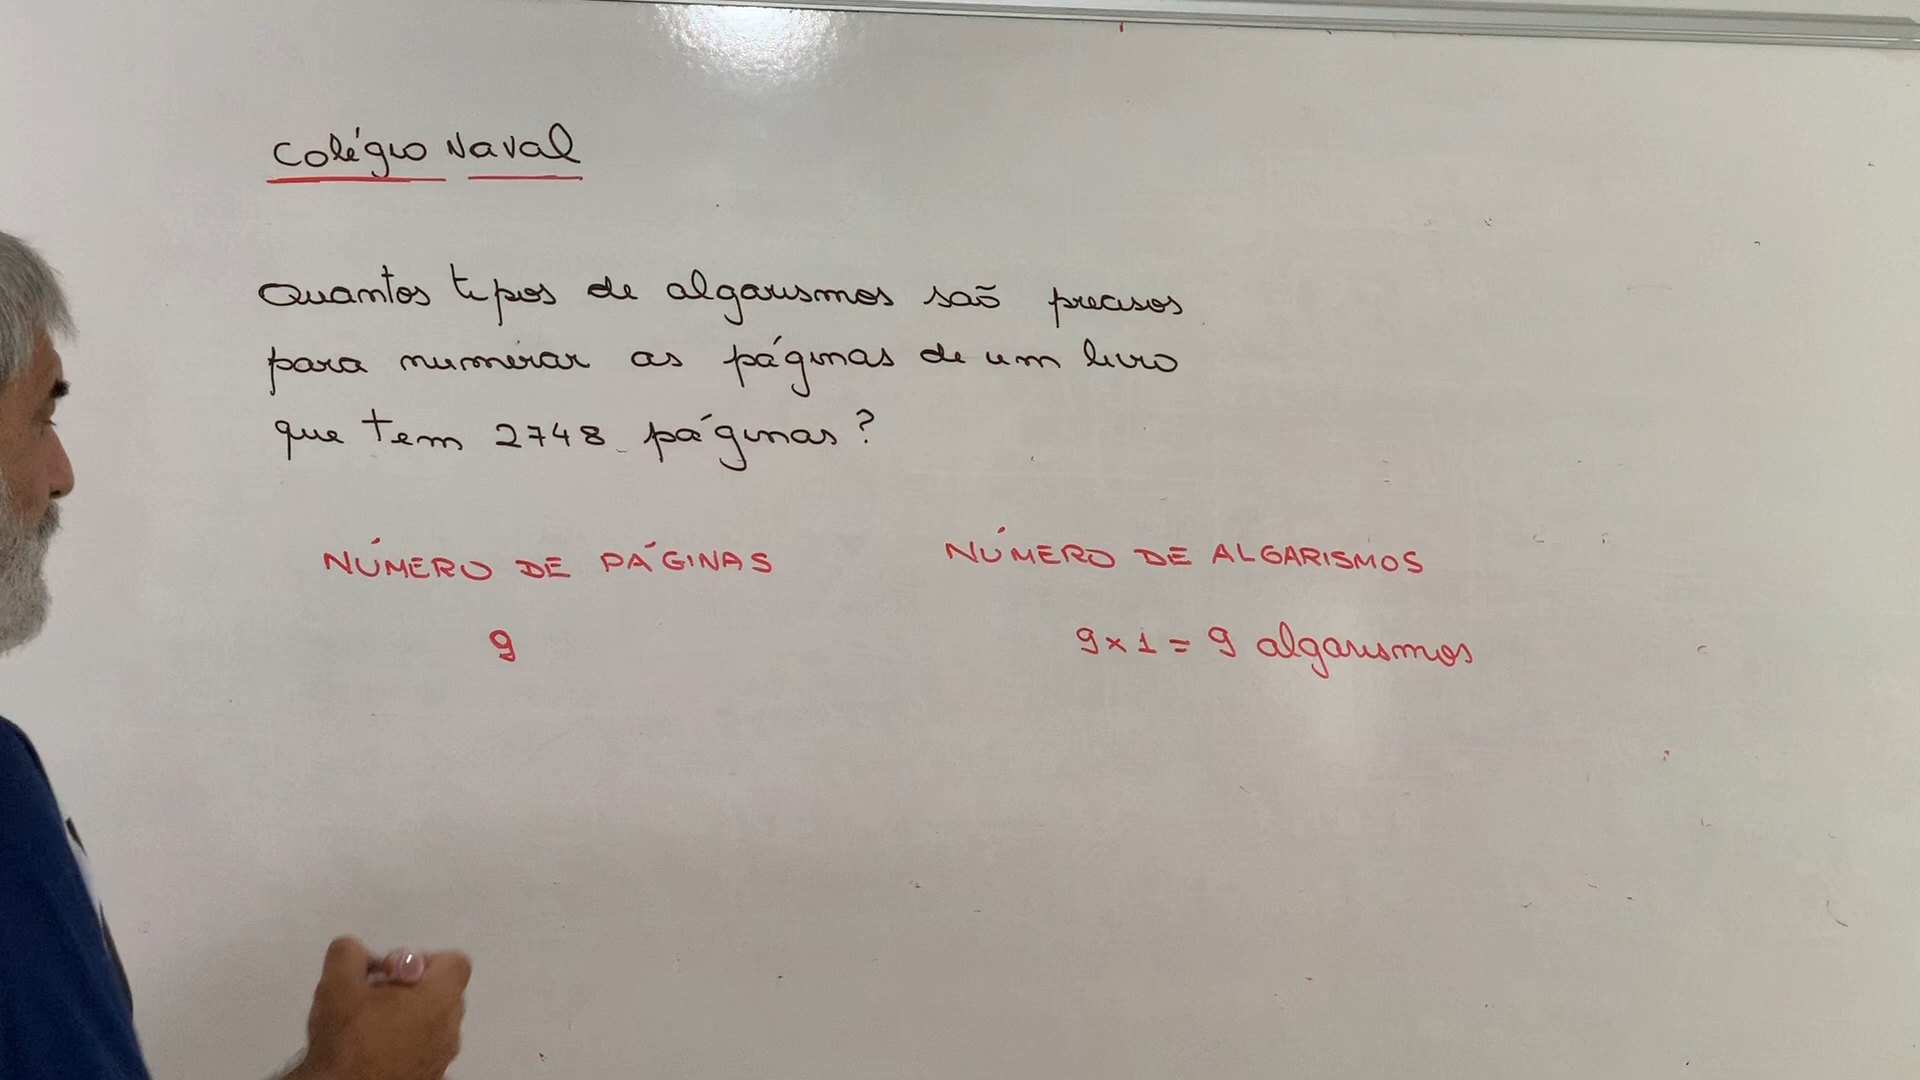 Colégio Naval
Quantos tipos de algarismos são precisos
para numerar as páginas de um livro
que tem 2748 páginas?
NÚMERO DE PÁGINAS
NÚMERO DE ALGARISMOS
9
9 x 1 = 9 algarismos